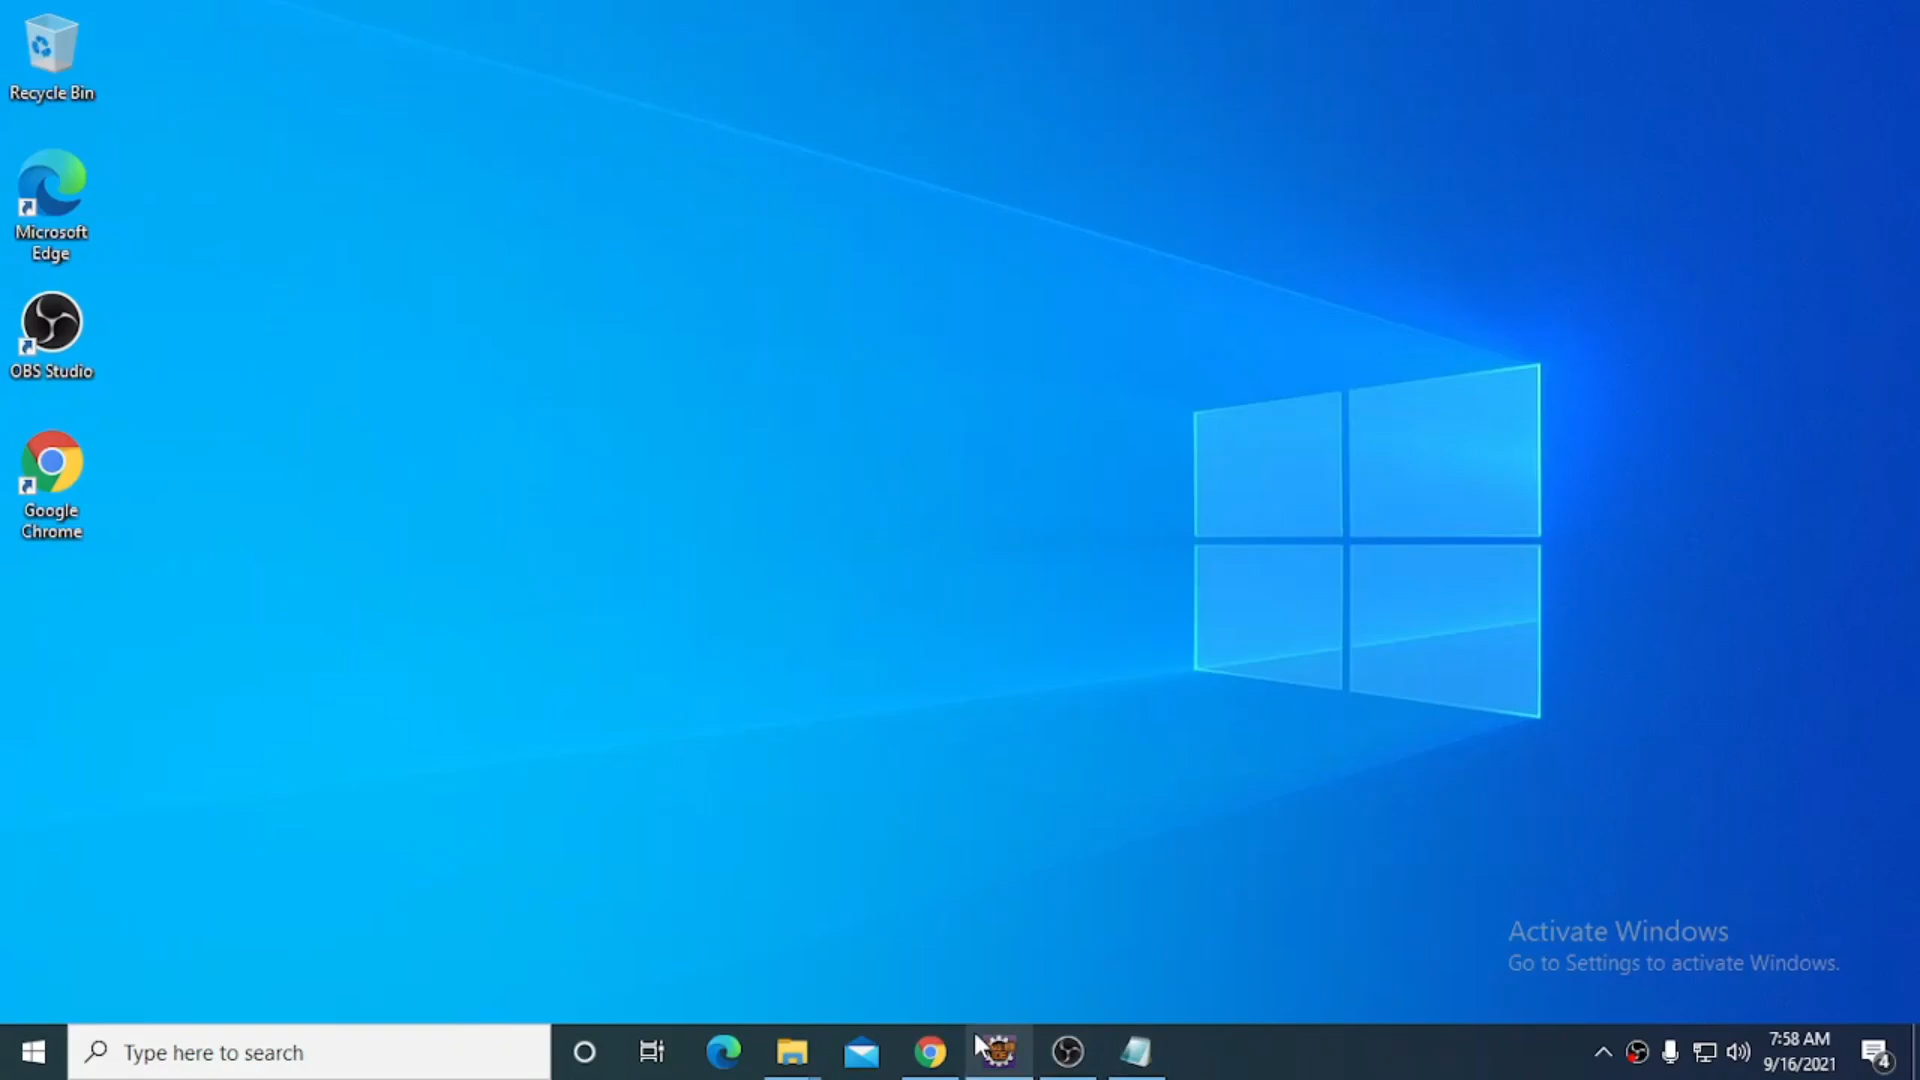 Recycle Bin
Microsoft
Edge
OBS Studio
Google
Chrome
Activate Windows
Go to Settings to activate Windows.
Type here to search
7:58 AM
9/16/2021
4